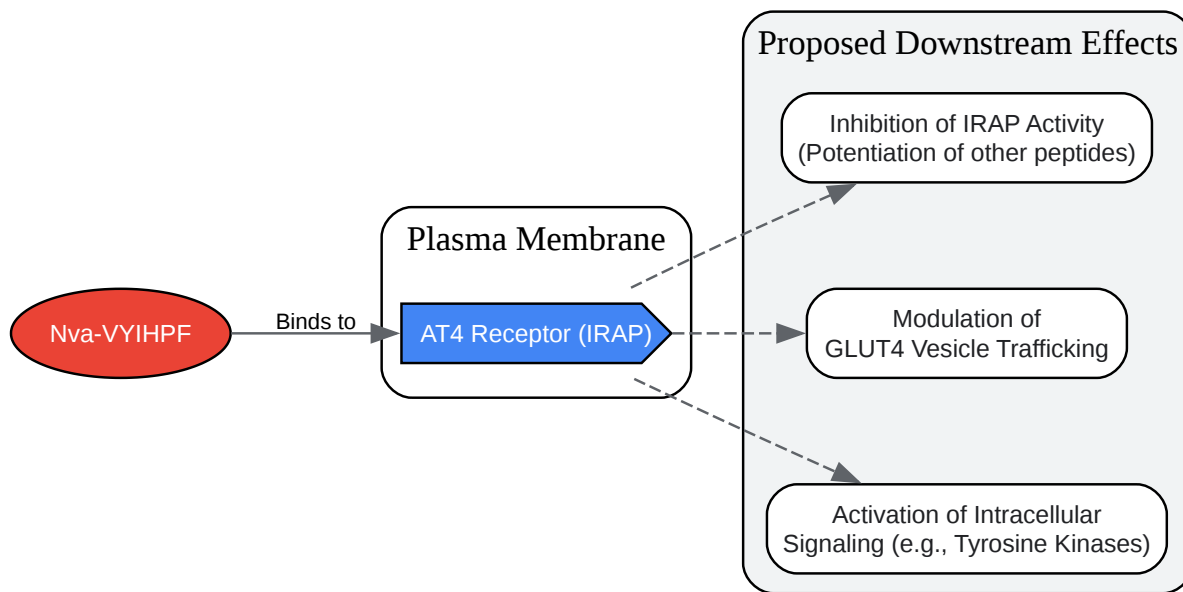 Proposed Downstream Effects
Inhibition of IRAP Activity
(Potentiation of other peptides)
Plasma Membrane
Nva-VYIHPF
Binds to
AT4 Receptor (IRAP)
Modulation of
GLUT4 Vesicle Trafficking
Activation of Intracellular
Signaling (e.g., Tyrosine Kinases)